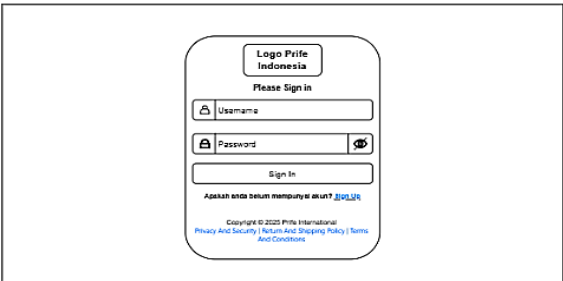 Logo Prife
Indonesia
Please Sign in
Username
Password
Sign In
Apakah anda belum mempunyai akun? Sign Up
Copyright © 2025 Prife International
Privacy And Security | Return And Shipping Policy | Terms
And Conditions